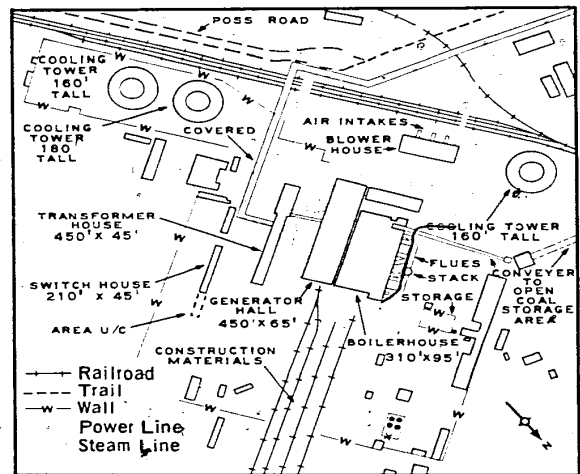 POSS ROAD
COOLING
TOWER
160'
TALL
COOLING
TOWER
180'
TALL
COVERED
AIR INTAKES
BLOWER
HOUSE
COOLING TOWER
160' TALL
TRANSFORMER
HOUSE
450' X 45'
FLUES
STACK
CONVEYER
TO
OPEN
COAL
STORAGE
AREA
STORAGE
SWITCH HOUSE
210' X 45'
GENERATOR
HALL
450'X65'
BOILERHOUSE
310'X95'
AREA U/C
CONSTRUCTION
MATERIALS
Railroad
Trail
W Wall
Power Line
Steam Line
W
W
W
W
W
W
W
W
W
W
W
W
N